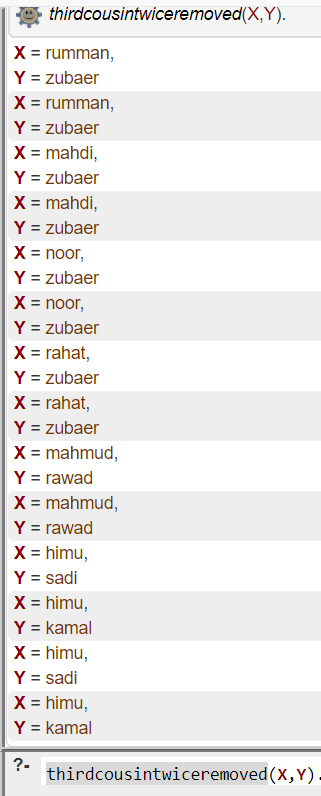 thirdcousintwiceremoved(X,Y).
X = rumman,
Y = zubaer
X = rumman,
Y = zubaer
X = mahdi,
Y = zubaer
X = mahdi,
Y = zubaer
X = noor,
Y = zubaer
X = noor,
Y = zubaer
X = rahat,
Y = zubaer
X = rahat,
Y = zubaer
X = mahmud,
Y = rawad
X = mahmud,
Y = rawad
X = himu,
Y = sadi
X = himu,
Y = kamal
X = himu,
Y = sadi
X = himu,
Y = kamal
?- thirdcousintwiceremoved(X,Y).